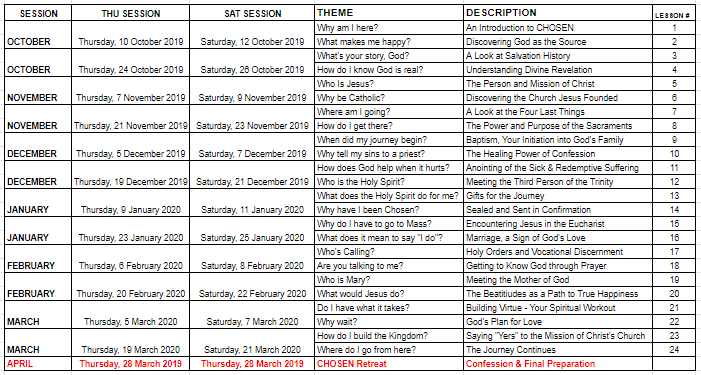 SESSION THU SESSION SAT SESSION THEME DESCRIPTION LESSON #
Why am I here? An Introduction to CHOSEN 1
OCTOBER Thursday, 10 October 2019 Saturday, 12 October 2019 What makes me happy? Discovering God as the Source 2
What's your story, God? A Look at Salvation History 3
OCTOBER Thursday, 24 October 2019 Saturday, 26 October 2019 How do I know God is real? Understanding Divine Revelation 4
Who Is Jesus? The Person and Mission of Christ 5
NOVEMBER Thursday, 7 November 2019 Saturday, 9 November 2019 Why be Catholic? Discovering the Church Jesus Founded 6
Where am I going? A Look at the Four Last Things 7
NOVEMBER Thursday, 21 November 2019 Saturday, 23 November 2019 How do I get there? The Power and Purpose of the Sacraments 8
When did my journey begin? Baptism, Your Initiation into God's Family 9
DECEMBER Thursday, 5 December 2019 Saturday, 7 December 2019 Why tell my sins to a priest? The Healing Power of Confession 10
How does God help when it hurts? Anointing of the Sick & Redemptive Suffering 11
DECEMBER Thursday, 19 December 2019 Saturday, 21 December 2019 Who is the Holy Spirit? Meeting the Third Person of the Trinity 12
What does the Holy Spirit do for me? Gifts for the Journey 13
JANUARY Thursday, 9 January 2020 Saturday, 11 January 2020 Why have I been Chosen? Sealed and Sent in Confirmation 14
Why do I have to go to Mass? Encountering Jesus in the Eucharist 15
JANUARY Thursday, 23 January 2020 Saturday, 25 January 2020 What does it mean to say "I do"? Marriage, a Sign of God's Love 16
Who's Calling? Holy Orders and Vocational Discernment 17
FEBRUARY Thursday, 6 February 2020 Saturday, 8 February 2020 Are you talking to me? Getting to Know God through Prayer 18
Who is Mary? Meeting the Mother of God 19
FEBRUARY Thursday, 20 February 2020 Saturday, 22 February 2020 What would Jesus do? The Beatitiudes as a Path to True Happiness 20
Do I have what it takes? Building Virtue - Your Spiritual Workout 21
MARCH Thursday, 5 March 2020 Saturday, 7 March 2020 Why wait? God's Plan for Love 22
How do I build the Kingdom? Saying "Yers" to the Mission of Christ's Church 23
MARCH Thursday, 19 March 2020 Saturday, 21 March 2020 Where do I go from here? The Journey Continues 24
APRIL Thursday, 28 March 2019 Thursday, 28 March 2019 CHOSEN Retreat Confession & Final Preparation